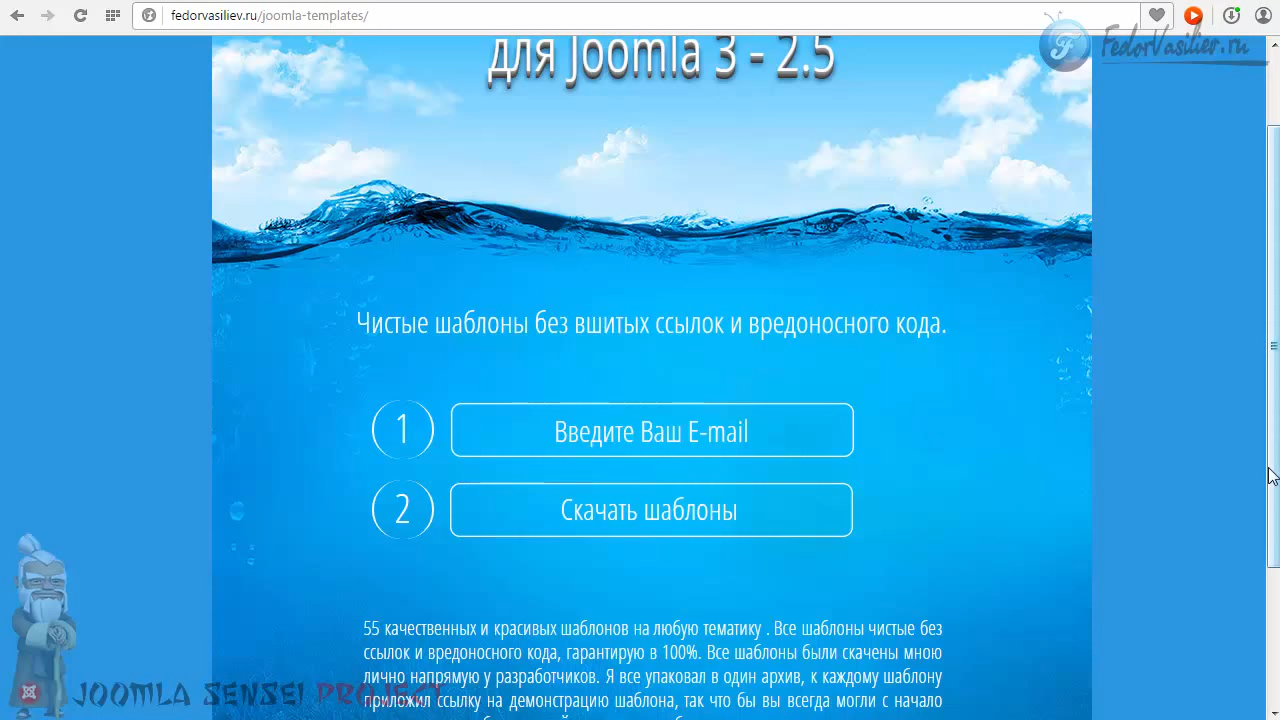 fedorvasiliev.ru/joomla-templates/
FedorVasiliev.ru
для Joomla 3 - 2.5
Чистые шаблоны без вшитых ссылок и вредоносного кода.
1 Введите Ваш E-mail
2 Скачать шаблоны
55 качественных и красивых шаблонов на любую тематику . Все шаблоны чистые без
ссылок и вредоносного кода, гарантирую в 100%. Все шаблоны были скачены мною
лично напрямую у разработчиков. Я все упаковал в один архив, к каждому шаблону
приложил ссылку на демонстрацию шаблона, так что бы вы всегда могли с начало
JOOMLA SENSEI PROJECT